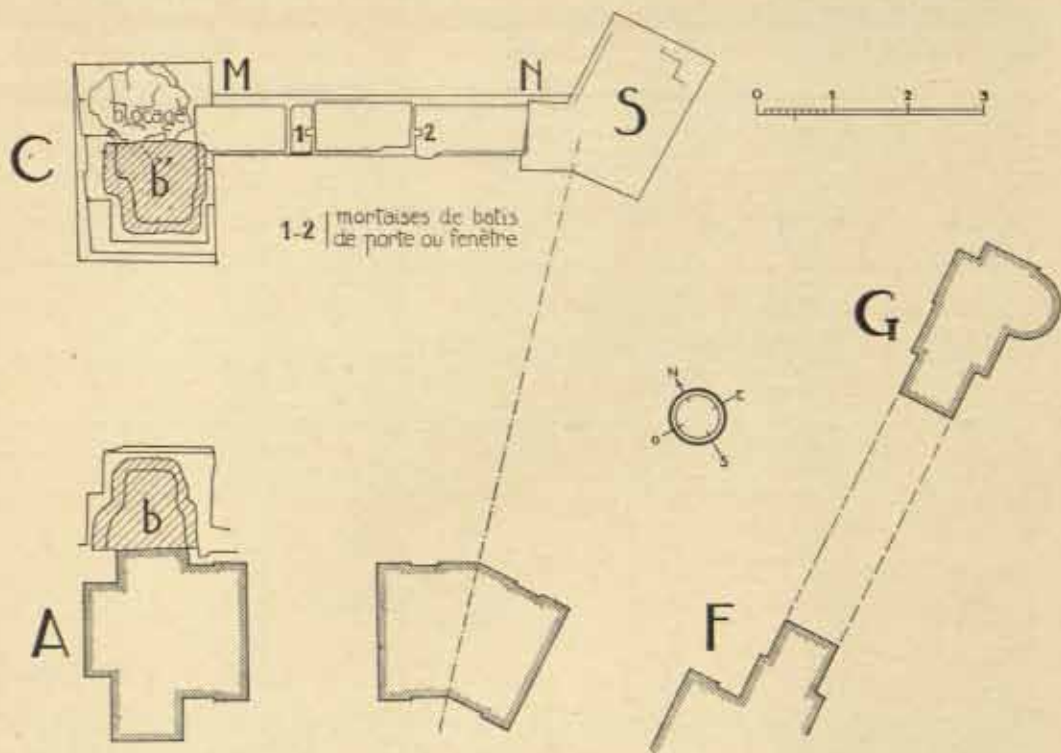 M
N
S
0 1 2 3
blocage
1
2
C
b"
1-2 | mortaises de batis
de porte ou fenêtre
G
N
E
O
S
b
A
F